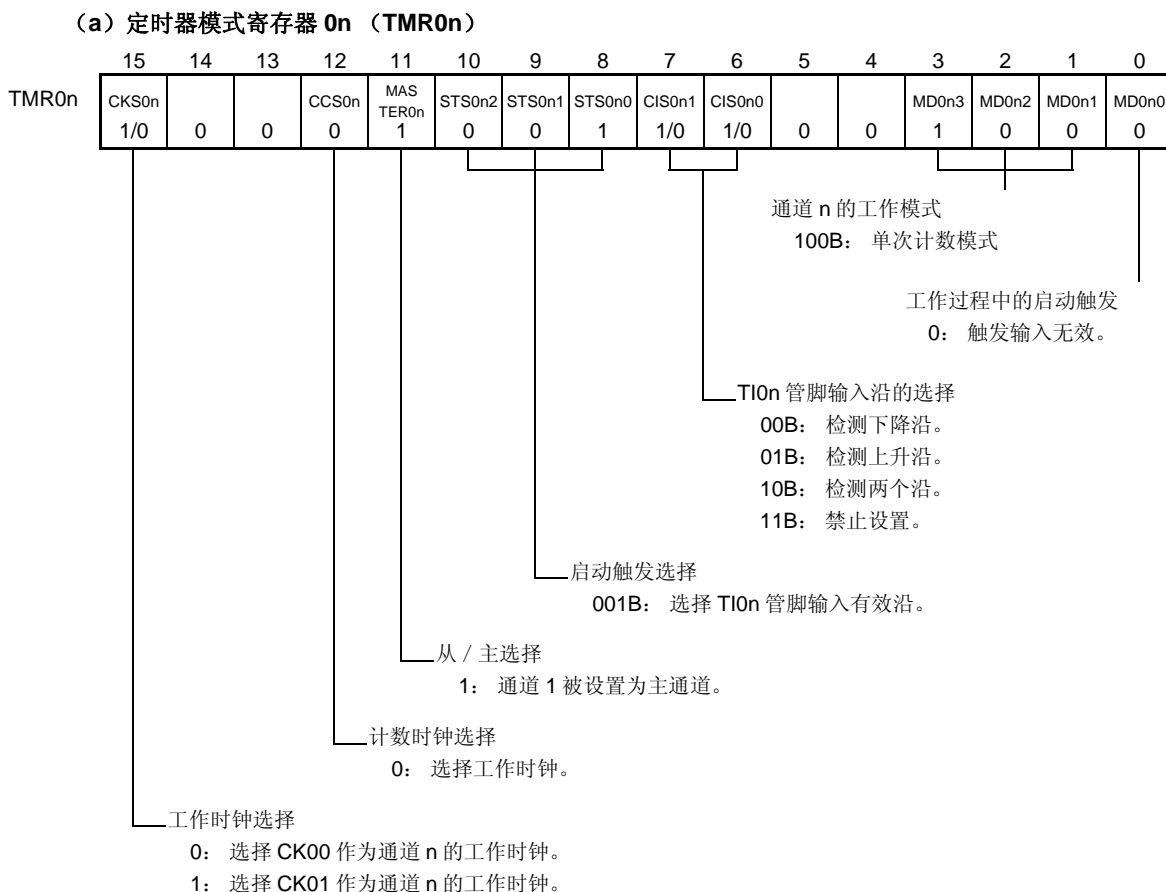 （a）定时器模式寄存器 0n （TMR0n）
15 14 13 12 11 10 9 8 7 6 5 4 3 2 1 0
TMR0n CKS0n CCS0n MAS TER0n STS0n2 STS0n1 STS0n0 CIS0n1 CIS0n0 MD0n3 MD0n2 MD0n1 MD0n0
1/0 0 0 0 1 0 0 1 1/0 1/0 0 0 1 0 0 0
通道 n 的工作模式
100B： 单次计数模式
工作过程中的启动触发
0： 触发输入无效。
TI0n 管脚输入沿的选择
00B： 检测下降沿。
01B： 检测上升沿。
10B： 检测两个沿。
11B： 禁止设置。
启动触发选择
001B： 选择 TI0n 管脚输入有效沿。
从 / 主选择
1： 通道 1 被设置为主通道。
计数时钟选择
0： 选择工作时钟。
工作时钟选择
0： 选择 CK00 作为通道 n 的工作时钟。
1： 选择 CK01 作为通道 n 的工作时钟。